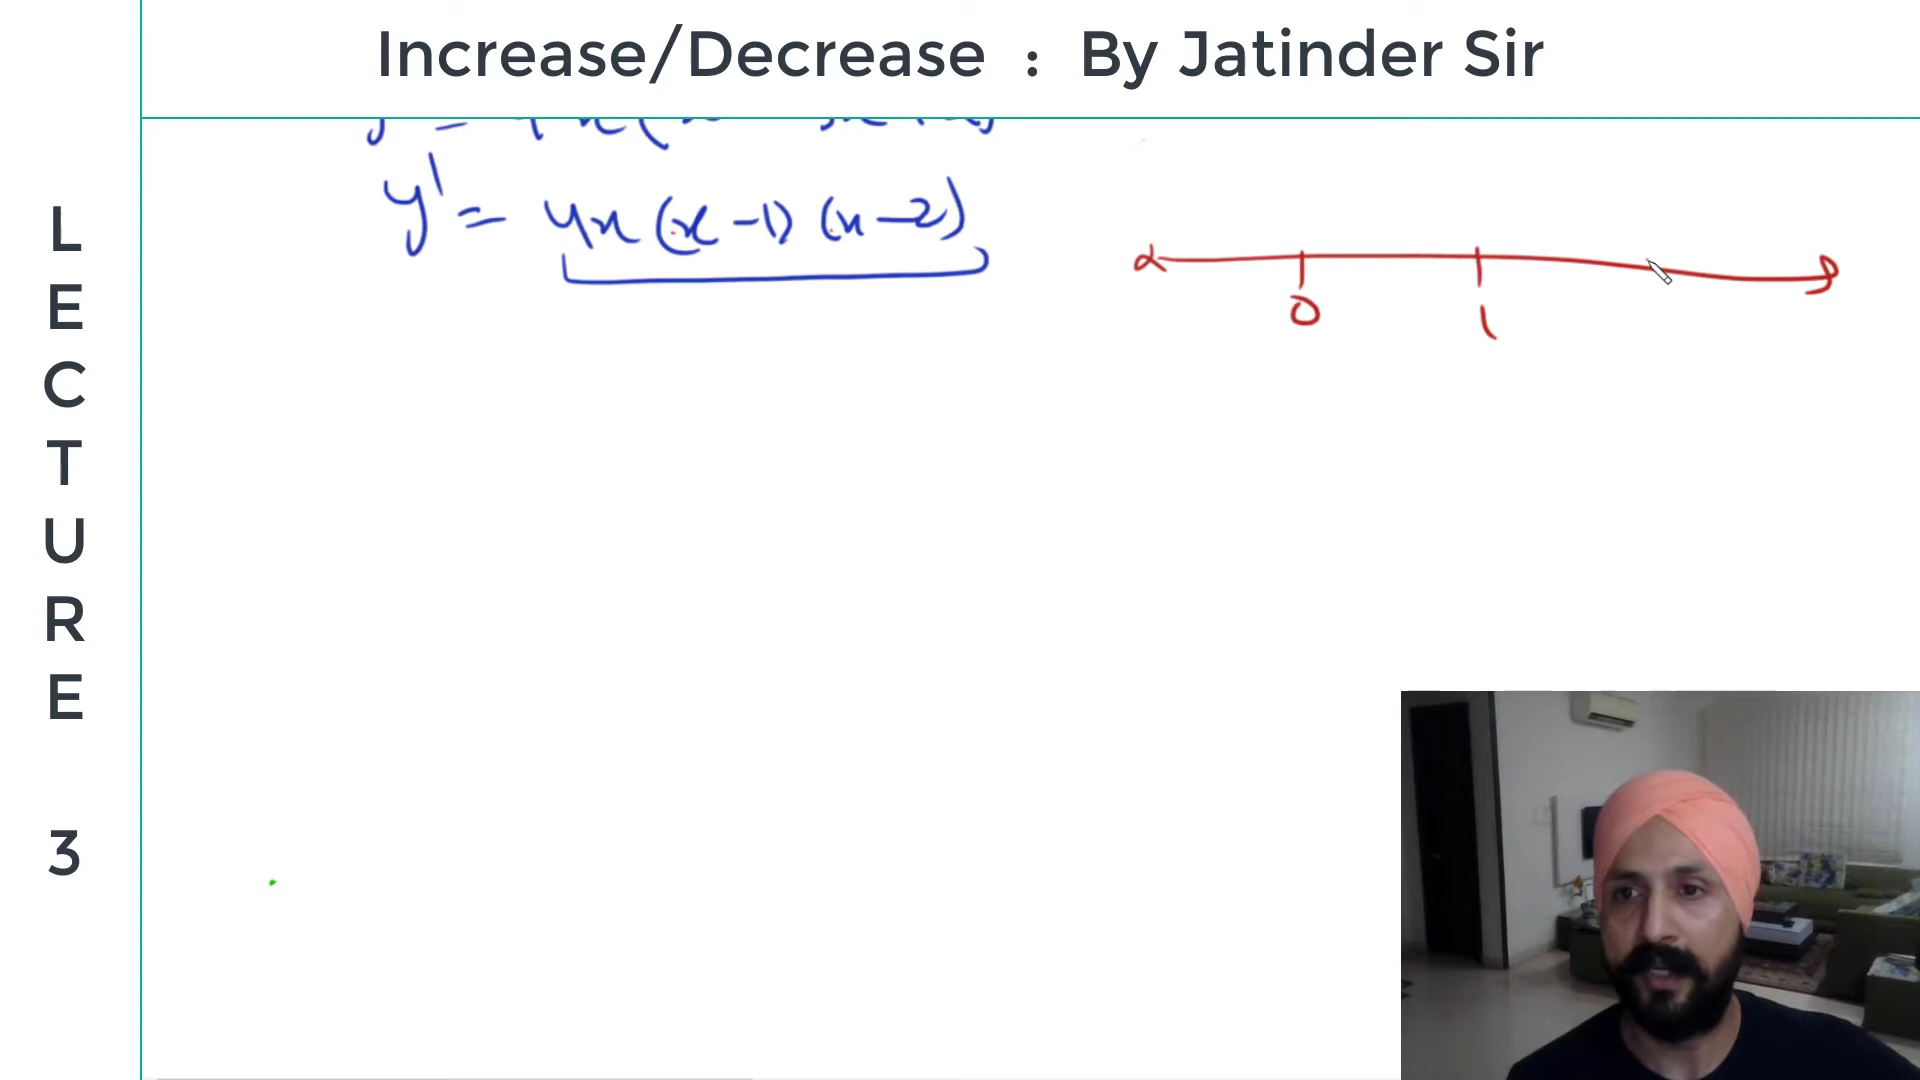 Increase/Decrease : By Jatinder Sir
y' = 4x (x-1) (x-2)
0 1
LECTURE 3